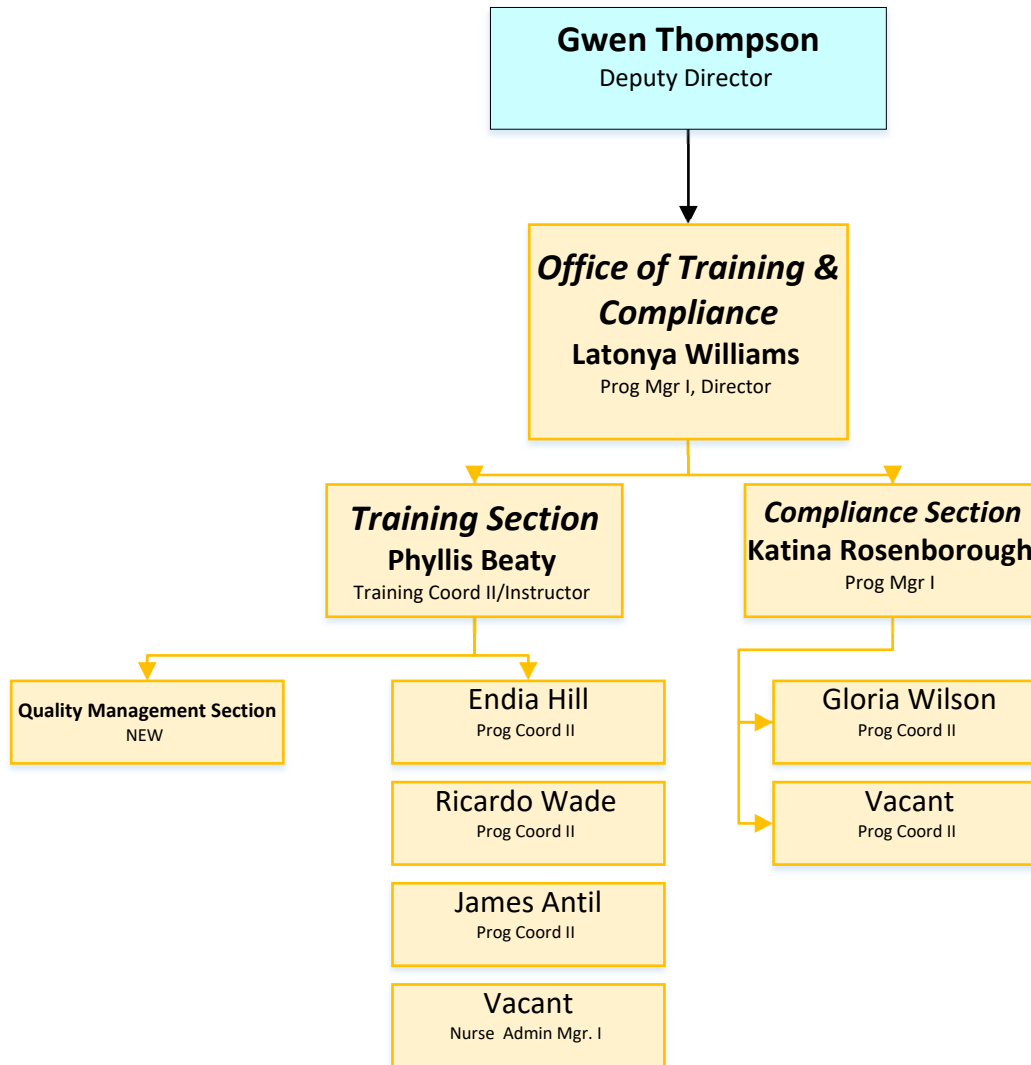 Gwen Thompson
Deputy Director
Office of Training &
Compliance
Latonya Williams
Prog Mgr I, Director
Training Section
Phyllis Beaty
Training Coord II/Instructor
Compliance Section
Katina Rosenborough
Prog Mgr I
Quality Management Section
NEW
Endia Hill
Prog Coord II
Ricardo Wade
Prog Coord II
James Antil
Prog Coord II
Vacant
Nurse Admin Mgr. I
Gloria Wilson
Prog Coord II
Vacant
Prog Coord II